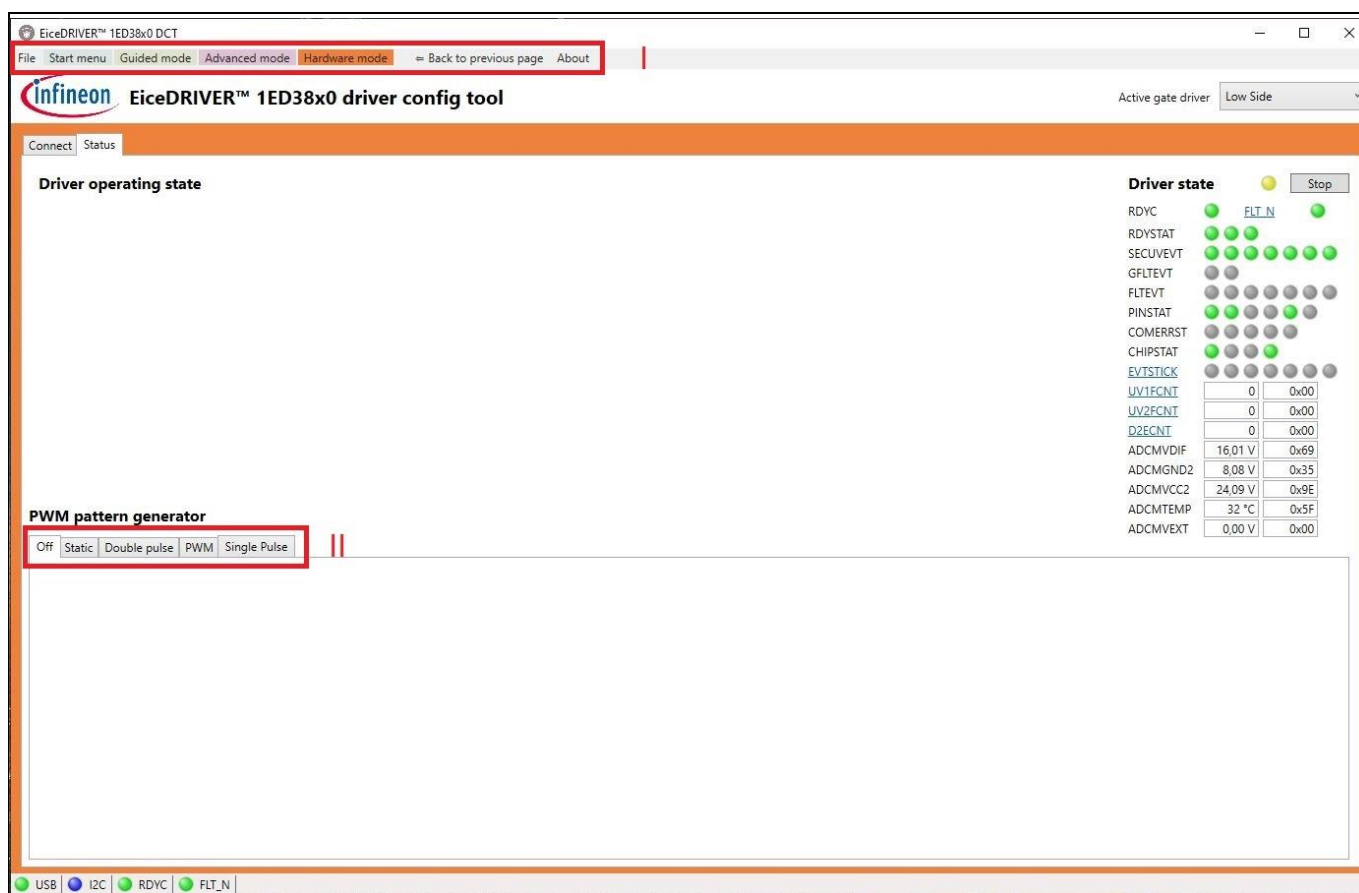 EiceDRIVER™ 1ED38x0 DCT
File Start menu Guided mode Advanced mode Hardware mode ⇐ Back to previous page About
I
infineon EiceDRIVER™ 1ED38x0 driver config tool
Active gate driver Low Side
Connect Status
Driver operating state
Driver state Stop
RDYC FLT_N
RDYSTAT
SECUVEVT
GFLTEVT
FLTEVT
PINSTAT
COMERRST
CHIPSTAT
EVTSTICK
UV1FCNT 0 0x00
UV2FCNT 0 0x00
D2ECNT 0 0x00
ADCMVDIF 16,01 V 0x69
ADCMGND2 8,08 V 0x35
ADCMVCC2 24,09 V 0x9E
ADCMTEMP 32 °C 0x5F
ADCMVEXT 0,00 V 0x00
PWM pattern generator
Off Static Double pulse PWM Single Pulse
II
USB I2C RDYC FLT_N